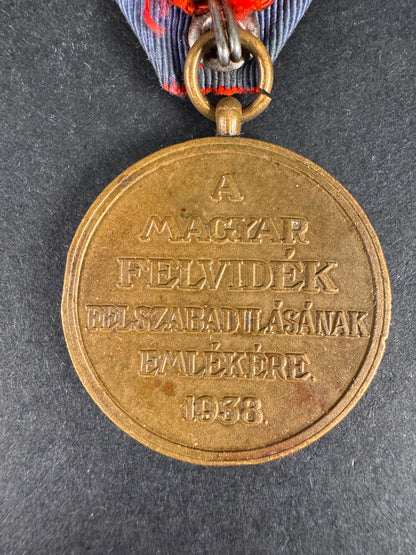 A
MAGYAR
FELVIDÉK
FELSZABADULÁSÁNAK
EMLÉKÉRE.
1938.